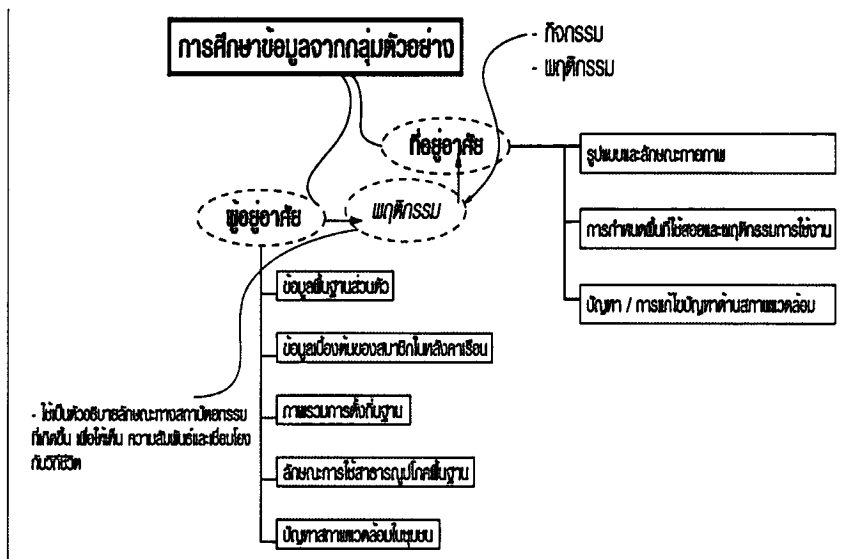 การศึกษาข้อมูลจากกลุ่มตัวอย่าง
- กิจกรรม
- พฤติกรรม
ที่อยู่อาศัย
ผู้อยู่อาศัย
พฤติกรรม
รูปแบบและลักษณะกายภาพ
การกำหนดพื้นที่ใช้สอยและพฤติกรรมการใช้งาน
ปัญหา / การแก้ไขปัญหาด้านสภาพแวดล้อม
ข้อมูลพื้นฐานส่วนตัว
ข้อมูลเบื้องต้นของสมาชิกในหลังคาเรือน
ภาพรวมการตั้งถิ่นฐาน
ลักษณะการใช้สาธารณูปโภคพื้นฐาน
ปัญหาสภาพแวดล้อมในชุมชน
- ใช้เป็นตัวอธิบายลักษณะทางสถาปัตยกรรม
ที่เกิดขึ้น เพื่อให้เห็น ความสัมพันธ์และเชื่อมโยง
กับวิถีชีวิต